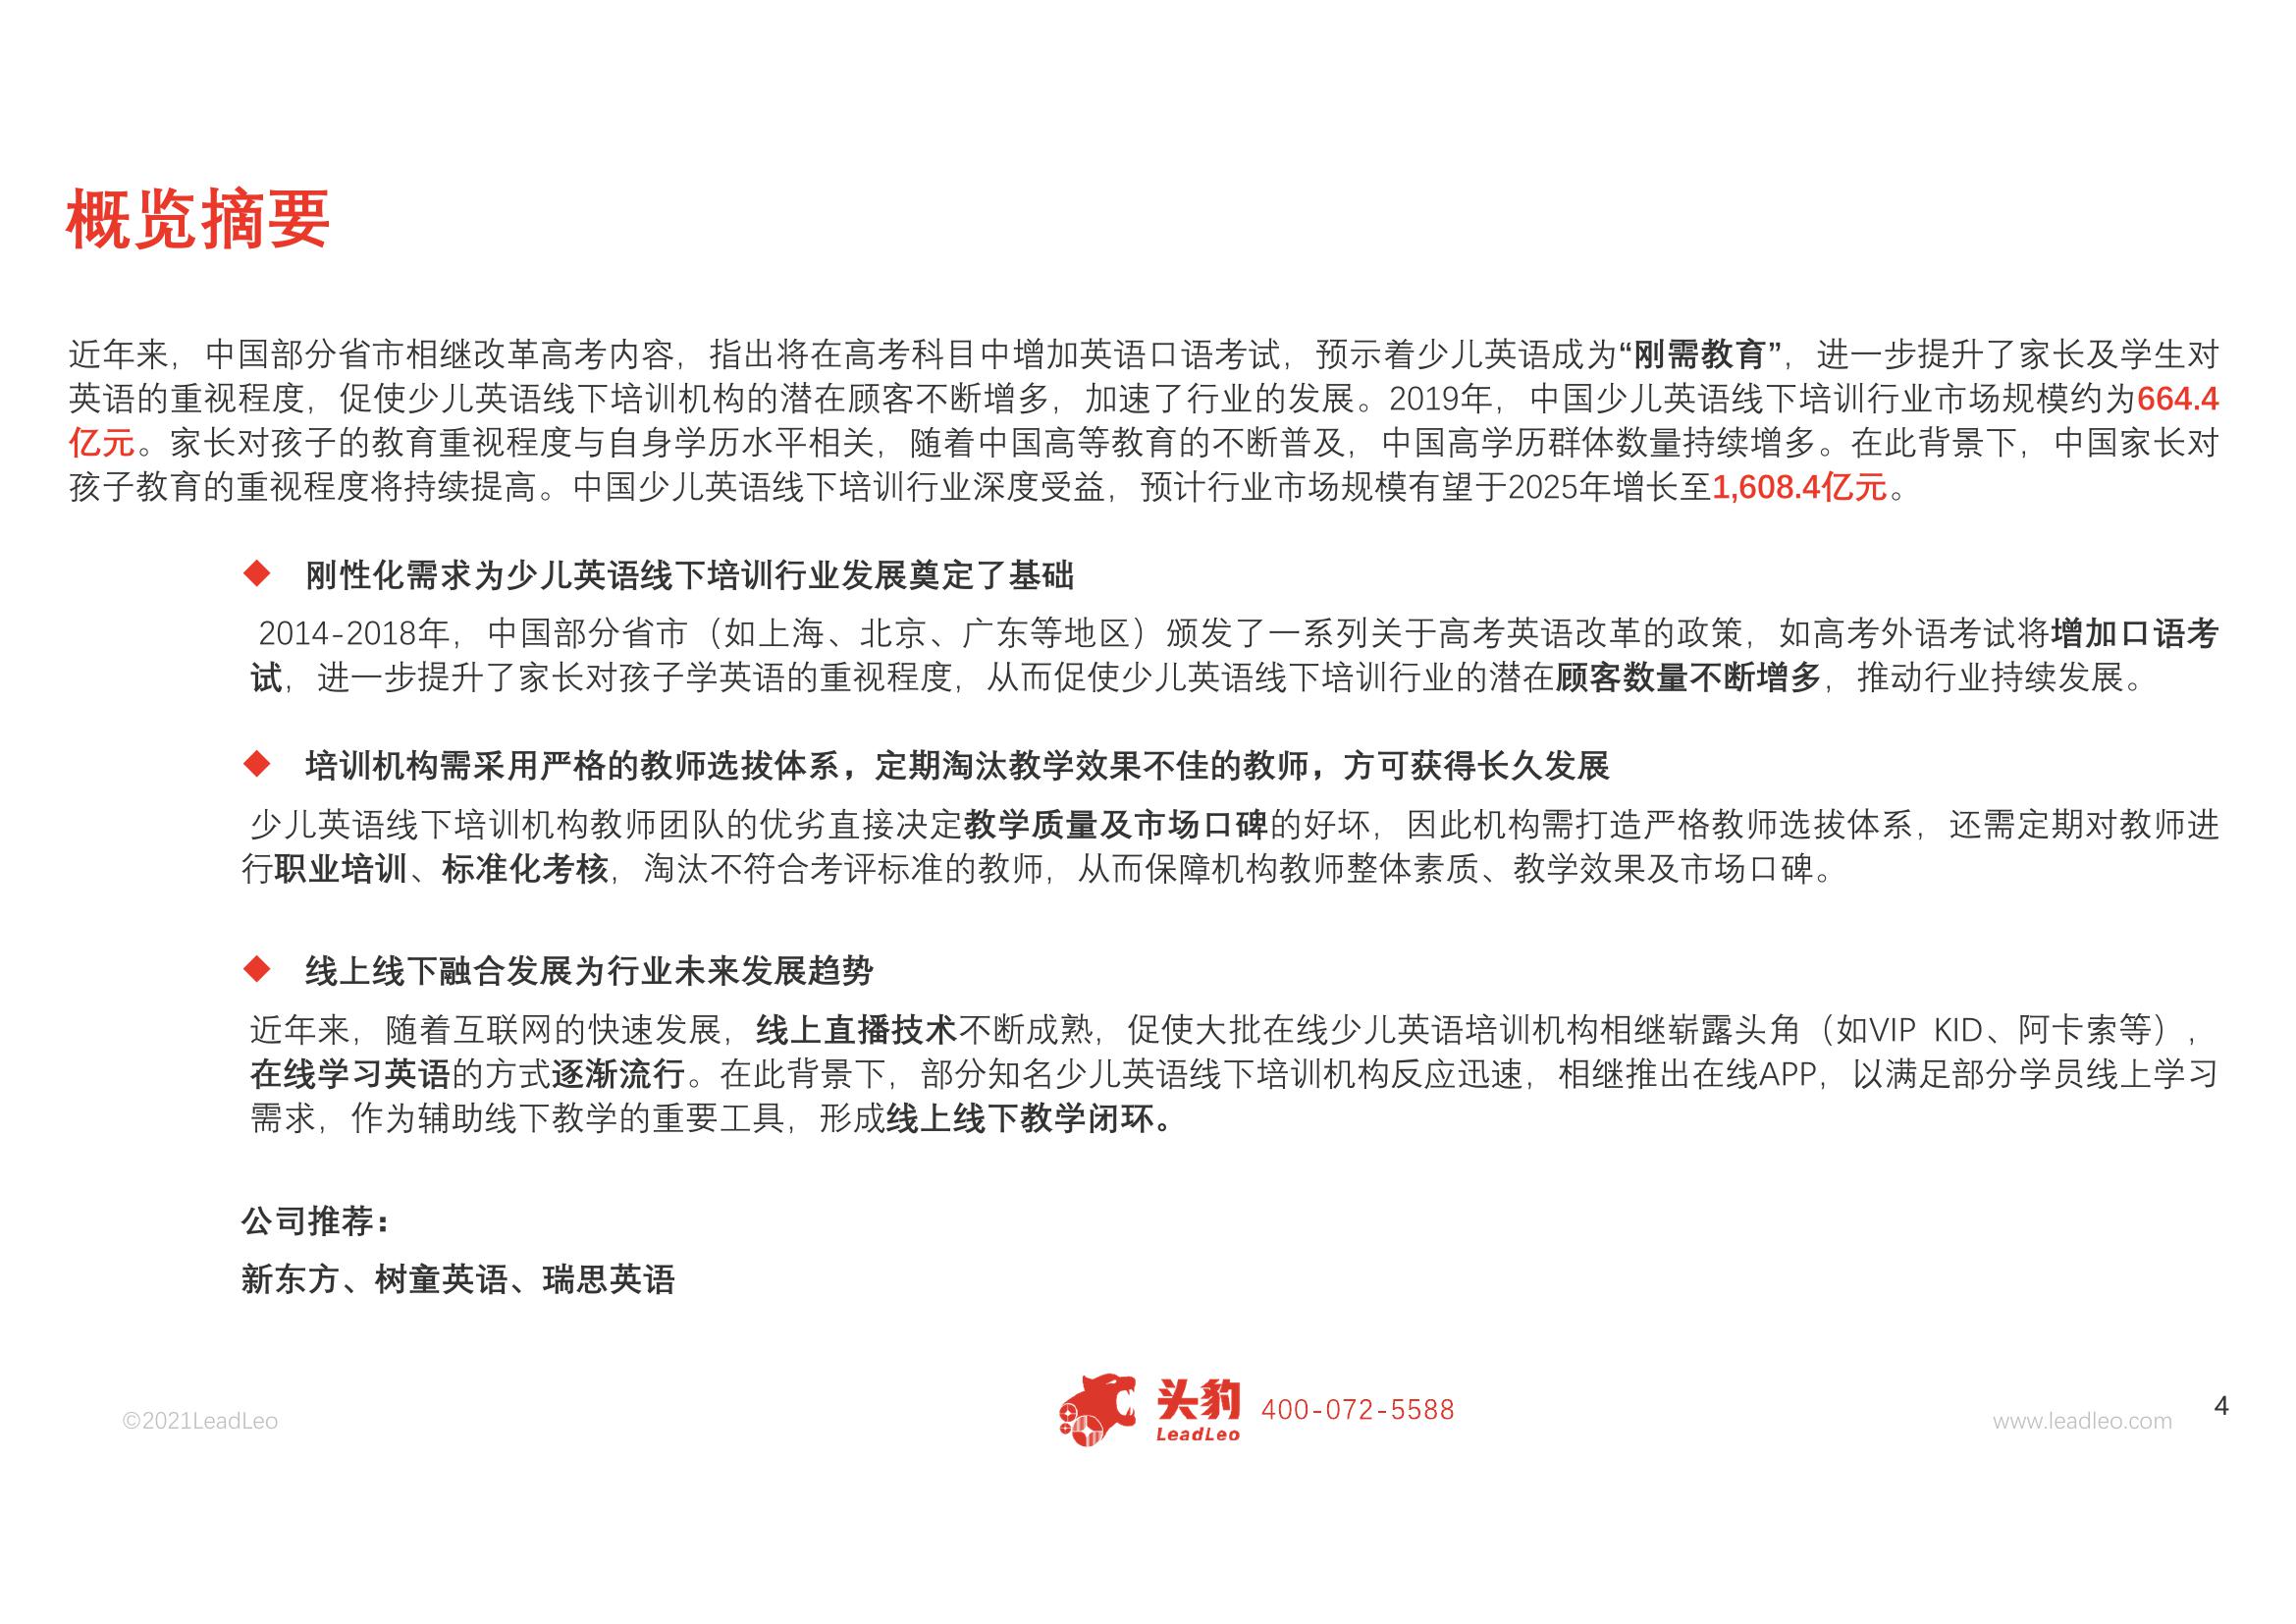 概览摘要
近年来，中国部分省市相继改革高考内容，指出将在高考科目中增加英语口语考试，预示着少儿英语成为“刚需教育”，进一步提升了家长及学生对
英语的重视程度，促使少儿英语线下培训机构的潜在顾客不断增多，加速了行业的发展。2019年，中国少儿英语线下培训行业市场规模约为664.4
亿元。家长对孩子的教育重视程度与自身学历水平相关，随着中国高等教育的不断普及，中国高学历群体数量持续增多。在此背景下，中国家长对
孩子教育的重视程度将持续提高。中国少儿英语线下培训行业深度受益，预计行业市场规模有望于2025年增长至1,608.4亿元。
◆ 刚性化需求为少儿英语线下培训行业发展奠定了基础
2014-2018年，中国部分省市（如上海、北京、广东等地区）颁发了一系列关于高考英语改革的政策，如高考外语考试将增加口语考
试，进一步提升了家长对孩子学英语的重视程度，从而促使少儿英语线下培训行业的潜在顾客数量不断增多，推动行业持续发展。
◆ 培训机构需采用严格的教师选拔体系，定期淘汰教学效果不佳的教师，方可获得长久发展
少儿英语线下培训机构教师团队的优劣直接决定教学质量及市场口碑的好坏，因此机构需打造严格教师选拔体系，还需定期对教师进
行职业培训、标准化考核，淘汰不符合考评标准的教师，从而保障机构教师整体素质、教学效果及市场口碑。
◆ 线上线下融合发展为行业未来发展趋势
近年来，随着互联网的快速发展，线上直播技术不断成熟，促使大批在线少儿英语培训机构相继崭露头角（如VIP KID、阿卡索等），
在线学习英语的方式逐渐流行。在此背景下，部分知名少儿英语线下培训机构反应迅速，相继推出在线APP，以满足部分学员线上学习
需求，作为辅助线下教学的重要工具，形成线上线下教学闭环。
公司推荐：
新东方、树童英语、瑞思英语
©2021LeadLeo
头豹
LeadLeo
400-072-5588
www.leadleo.com
4